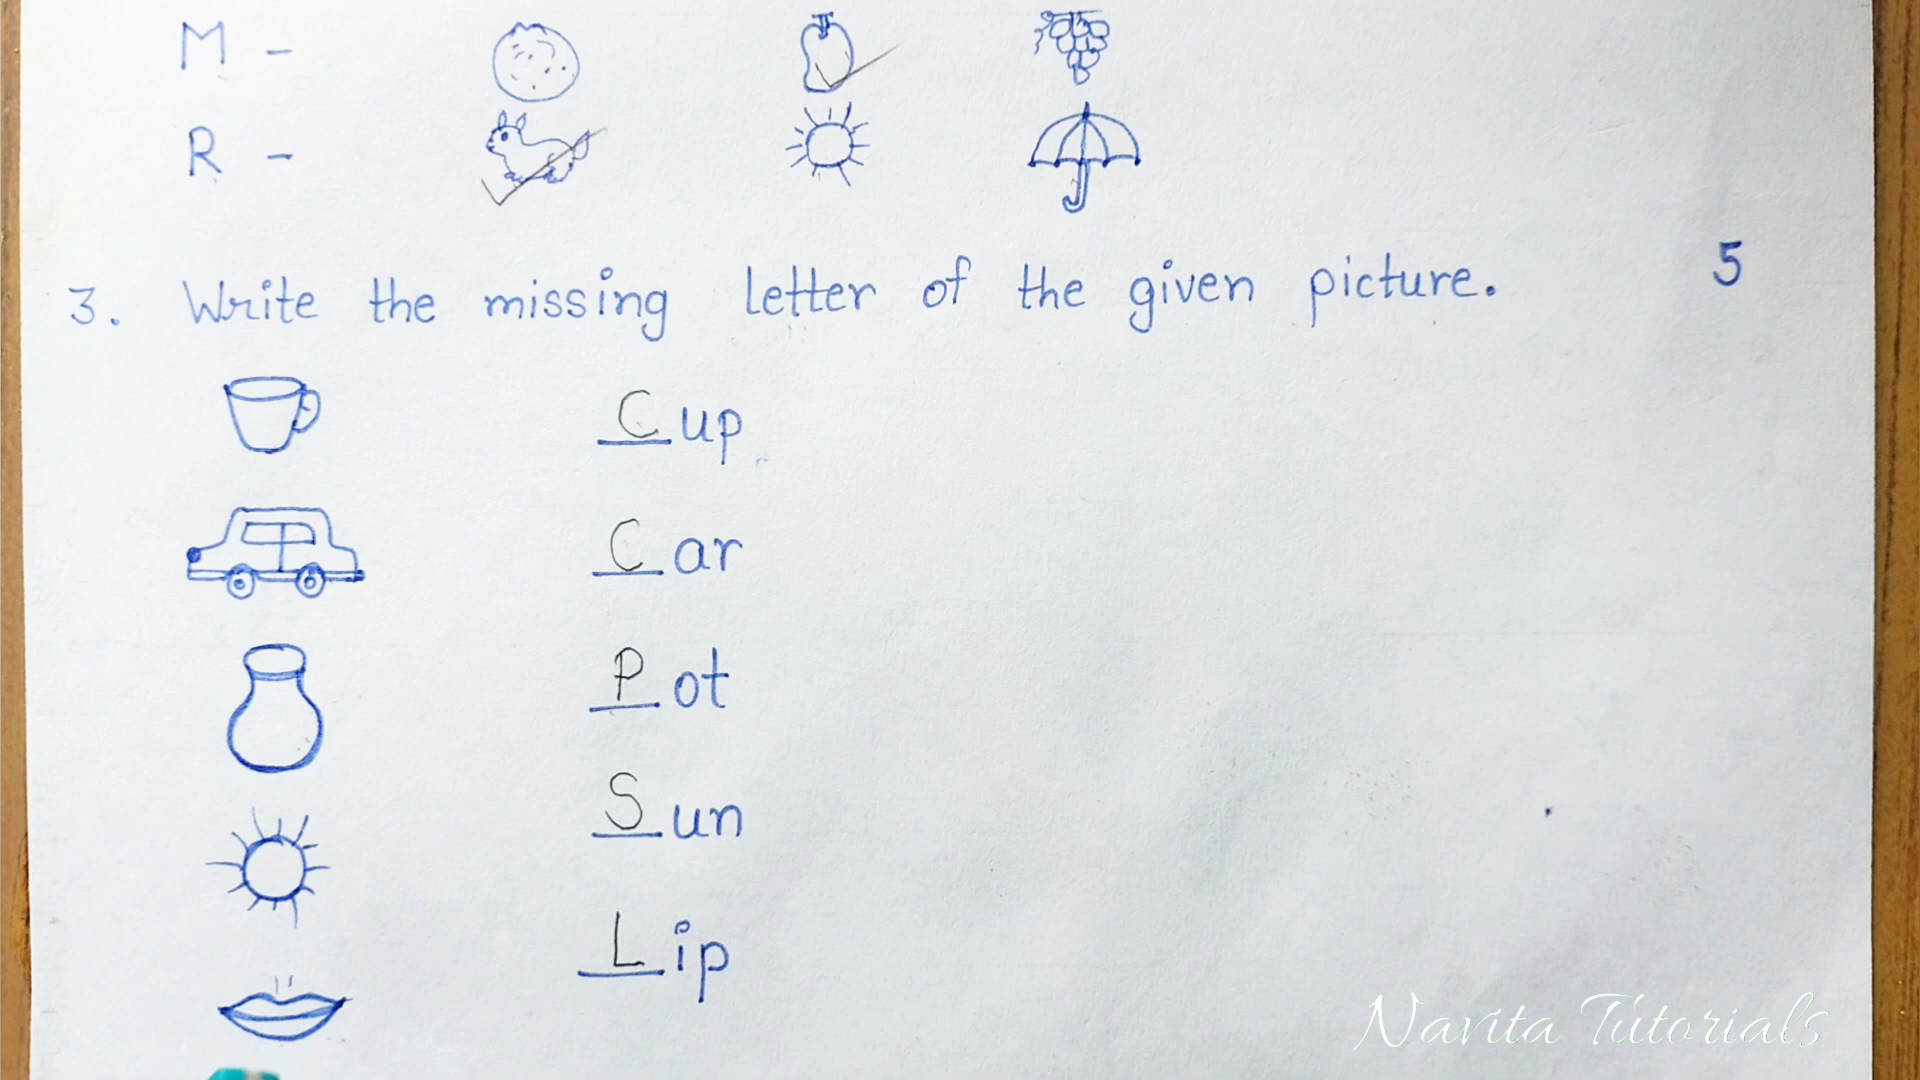 M -
R -
3. Write the missing letter of the given picture. 5
Cup
Car
Pot
Sun
Lip
Navita Tutorials